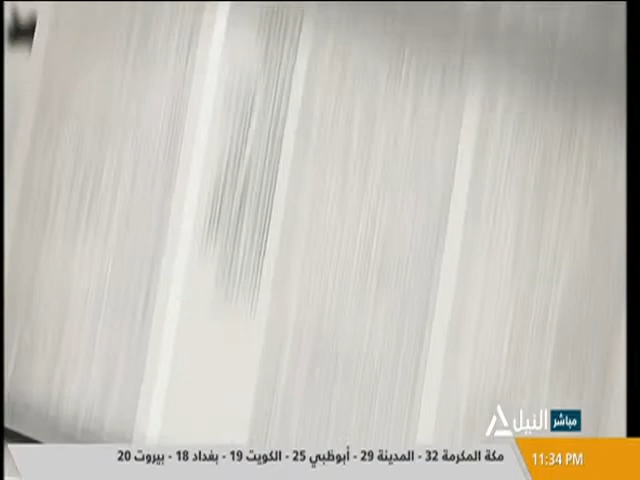 النيل
مباشر
مكة المكرمة 32 - المدينة 29 - أبوظبي 25 - الكويت 19 - بغداد 18 - بيروت 20
11:34 PM